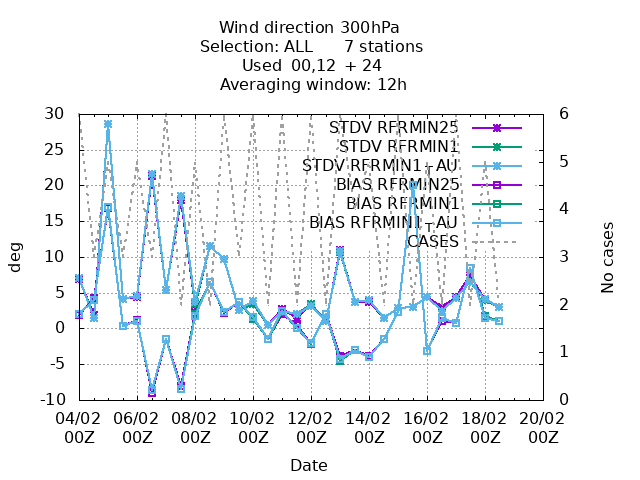 Wind direction 300hPa
Selection: ALL 7 stations
Used 00,12 + 24
Averaging window: 12h
30
25
20
15
10
5
0
-5
-10
deg
STDV RFRMIN25
STDV RFRMIN1
STDV RFRMIN1_AU
BIAS RFRMIN25
BIAS RFRMIN1
BIAS RFRMIN1_AU
CASES
6
5
4
3
2
1
0
No cases
04/02 06/02 08/02 10/02 12/02 14/02 16/02 18/02 20/02
00Z 00Z 00Z 00Z 00Z 00Z 00Z 00Z 00Z
Date